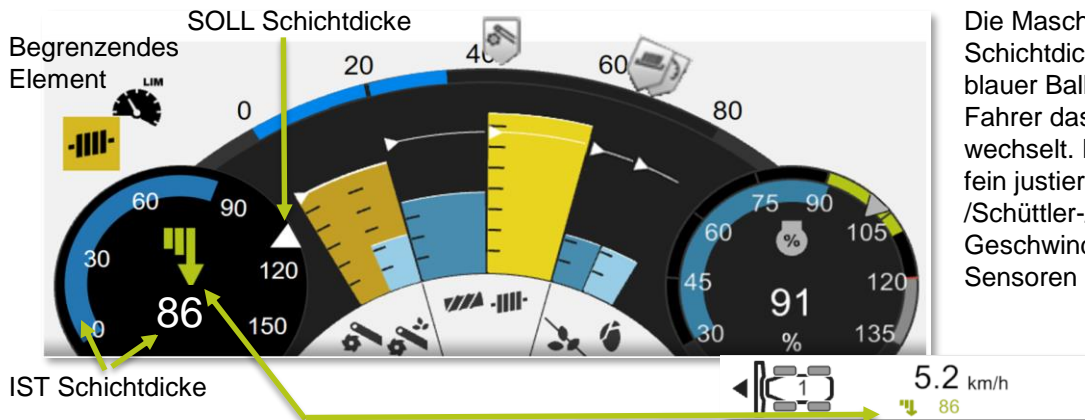 SOLL Schichtdicke
Begrenzendes
Element
LIM
0
20
40
60
80
0
30
60
90
120
150
86
30
45
60
75
90
105
120
135
%
91
%
IST Schichtdicke
1
5.2 km/h
86
Die Masch
Schichtdic
blauer Ball
Fahrer das
wechselt.
fein justier
/Schüttler-
Geschwind
Sensoren